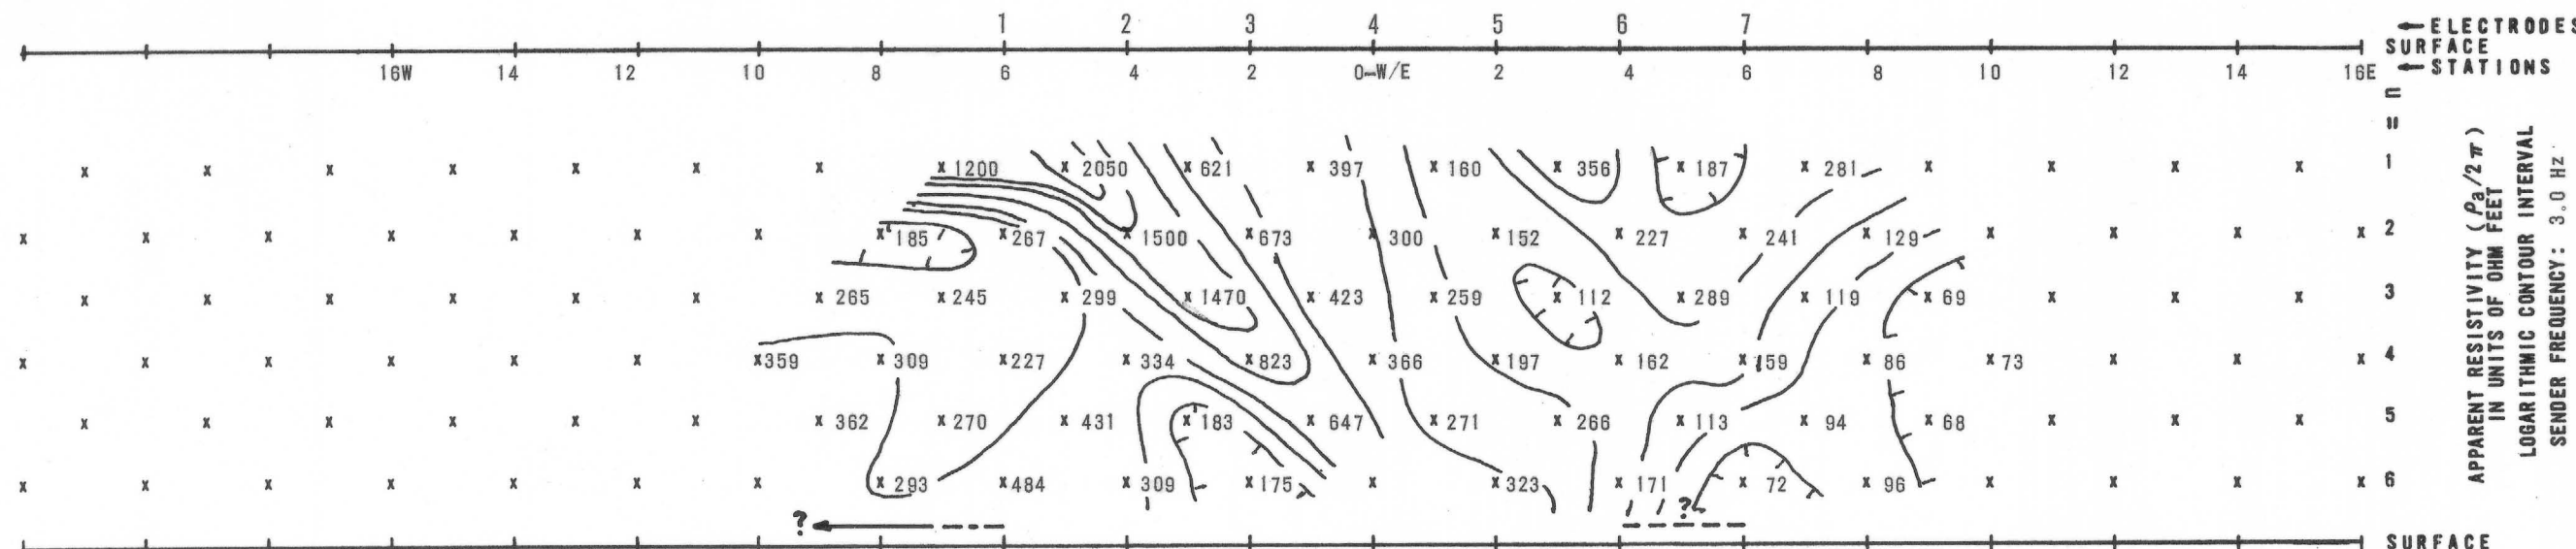 1 2 3 4 5 6 7 ←ELECTRODES
SURFACE
16W 14 12 10 8 6 4 2 0-W/E 2 4 6 8 10 12 14 16E ←STATIONS
n
=
x x x x x x x x 1200 x 2050 x 621 x 397 x 160 x 356 x 187 x 281 x x x x 1
x x x x x x x x 185 x 267 x 1500 x 673 x 300 x 152 x 227 x 241 x 129 x x x x 2
x x x x x x x 265 x 245 x 299 x 1470 x 423 x 259 x 112 x 289 x 119 x 69 x x x 3
x x x x x x x 359 x 309 x 227 x 334 x 823 x 366 x 197 x 162 x 159 x 86 x 73 x x x 4
x x x x x x x 362 x 270 x 431 x 183 x 647 x 271 x 266 x 113 x 94 x 68 x x x 5
x x x x x x x x 293 x 484 x 309 x 175 x x 323 x 171 x 72 x 96 x x x x 6
? ?
SURFACE
APPARENT RESISTIVITY (ρa/2π)
IN UNITS OF OHM FEET
LOGARITHMIC CONTOUR INTERVAL
SENDER FREQUENCY: 3.0 Hz